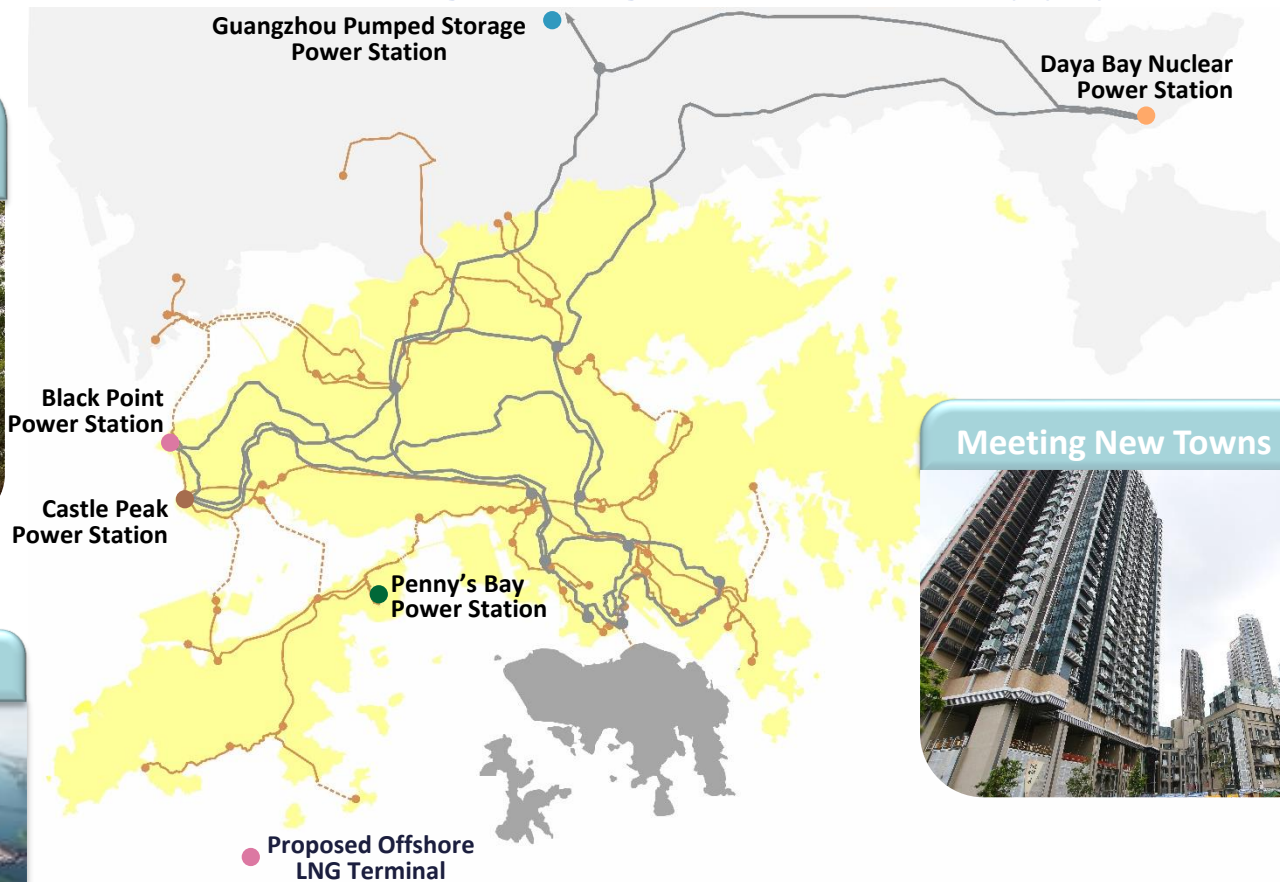 Guangzhou Pumped Storage
Power Station
Daya Bay Nuclear
Power Station
Black Point
Power Station
Meeting New Towns
Castle Peak
Power Station
Penny's Bay
Power Station
Proposed Offshore
LNG Terminal